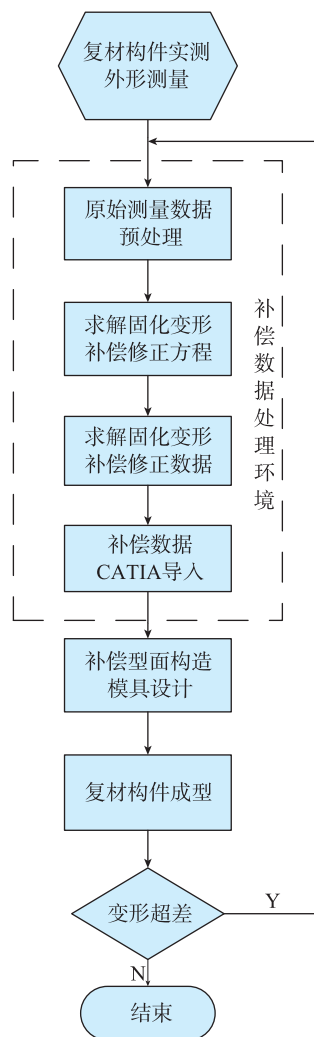 复材构件实测
外形测量
原始测量数据
预处理
求解固化变形
补偿修正方程
求解固化变形
补偿修正数据
补偿数据
CATIA导入
补偿数据处理环境
补偿型面构造
模具设计
复材构件成型
变形超差
Y
N
结束